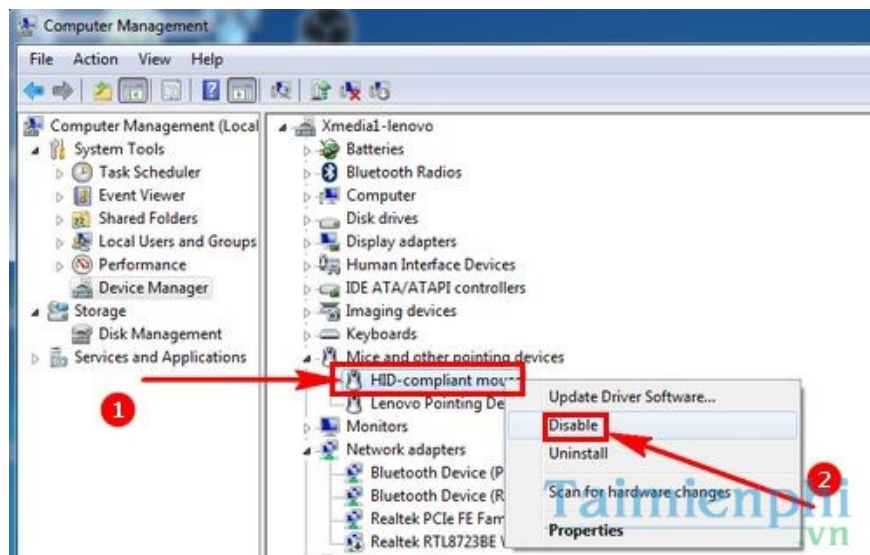 Computer Management
File Action View Help
Computer Management (Local
System Tools
Task Scheduler
Event Viewer
Shared Folders
Local Users and Groups
Performance
Device Manager
Storage
Disk Management
Services and Applications
Xmedia1-lenovo
Batteries
Bluetooth Radios
Computer
Disk drives
Display adapters
Human Interface Devices
IDE ATA/ATAPI controllers
Imaging devices
Keyboards
Mice and other pointing devices
HID-compliant mouse
Lenovo Pointing De
Monitors
Network adapters
Bluetooth Device (P
Bluetooth Device (R
Realtek PCIe FE Fam
Realtek RTL8723BE
Update Driver Software...
Disable
Uninstall
Scan for hardware changes
Properties
1
2
Taimienphi
.vn